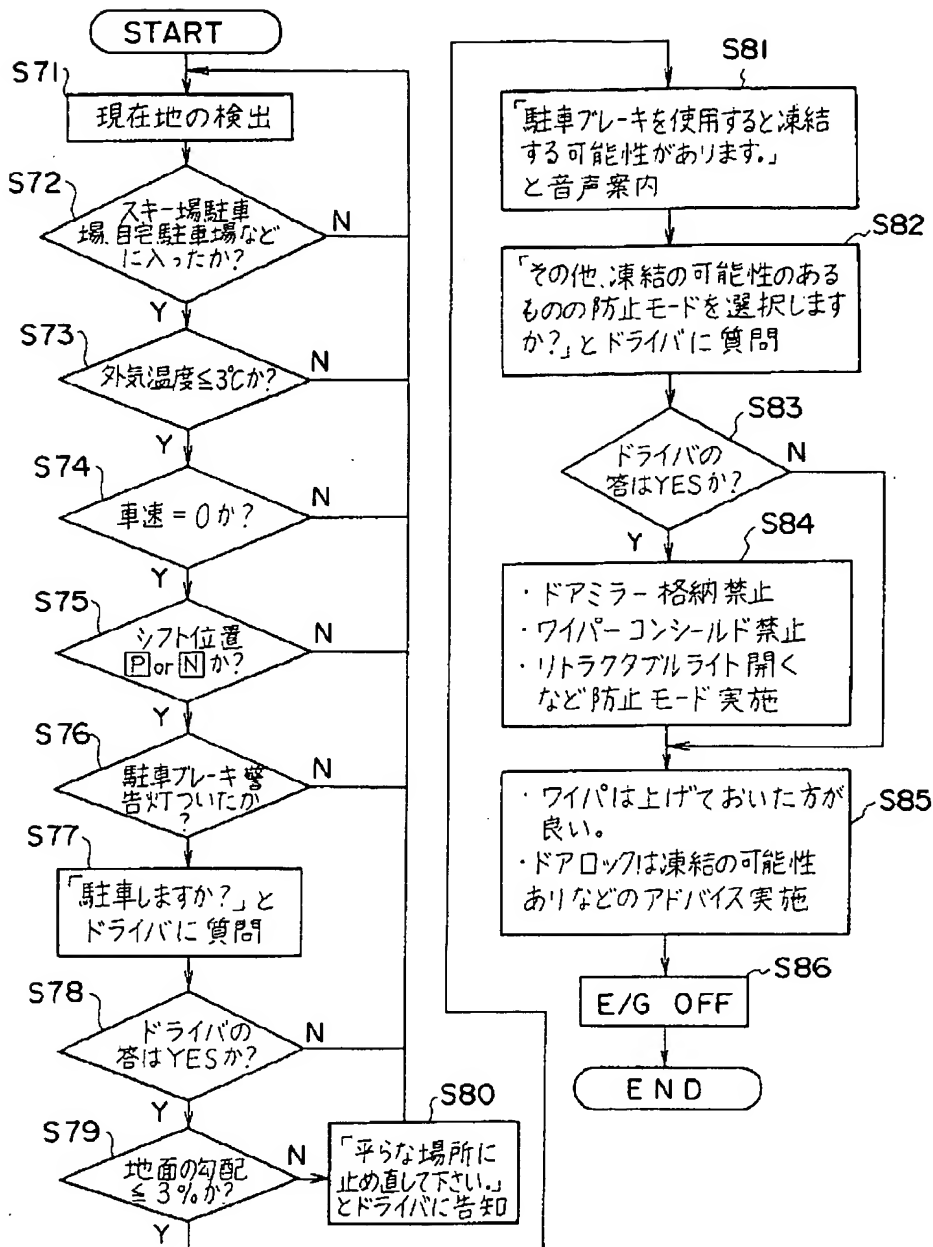 START
S71
現在地の検出
S72
スキー場駐車
場、自宅駐車場など
に入ったか?
N
Y
S73
外気温度≦3℃か?
N
Y
S74
車速=0か?
N
Y
S75
シフト位置
P or N か?
N
Y
S76
駐車ブレーキ警
告灯ついたか
?
N
Y
S77
「駐車しますか?」と
ドライバに質問
S78
ドライバの
答はYESか?
N
Y
S79
地面の勾配
≦3%か?
N
Y
S80
「平らな場所に
止め直して下さい。」
とドライバに告知
S81
「駐車ブレーキを使用すると凍結
する可能性があります。」
と音声案内
S82
「その他、凍結の可能性のある
ものの防止モードを選択します
か?」とドライバに質問
S83
ドライバの
答はYESか?
N
Y
S84
・ドアミラー格納禁止
・ワイパーコンシールド禁止
・リトラクタブルライト開く
など防止モード実施
S85
・ワイパは上げておいた方が
良い。
・ドアロックは凍結の可能性
ありなどのアドバイス実施
S86
E/G OFF
END